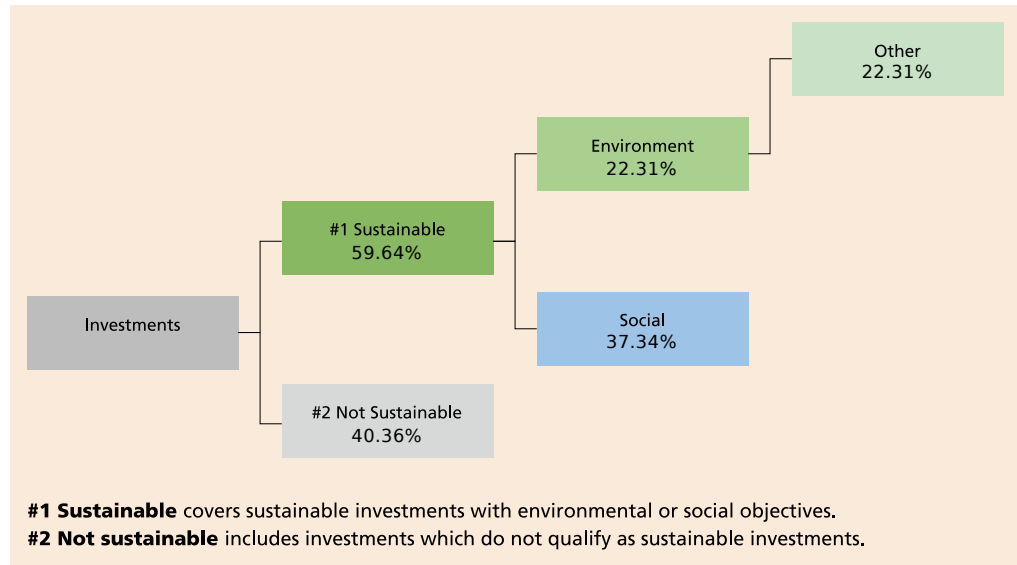 Other
22.31%
Environment
22.31%
#1 Sustainable
59.64%
Investments
Social
37.34%
#2 Not Sustainable
40.36%
#1 Sustainable covers sustainable investments with environmental or social objectives.
#2 Not sustainable includes investments which do not qualify as sustainable investments.